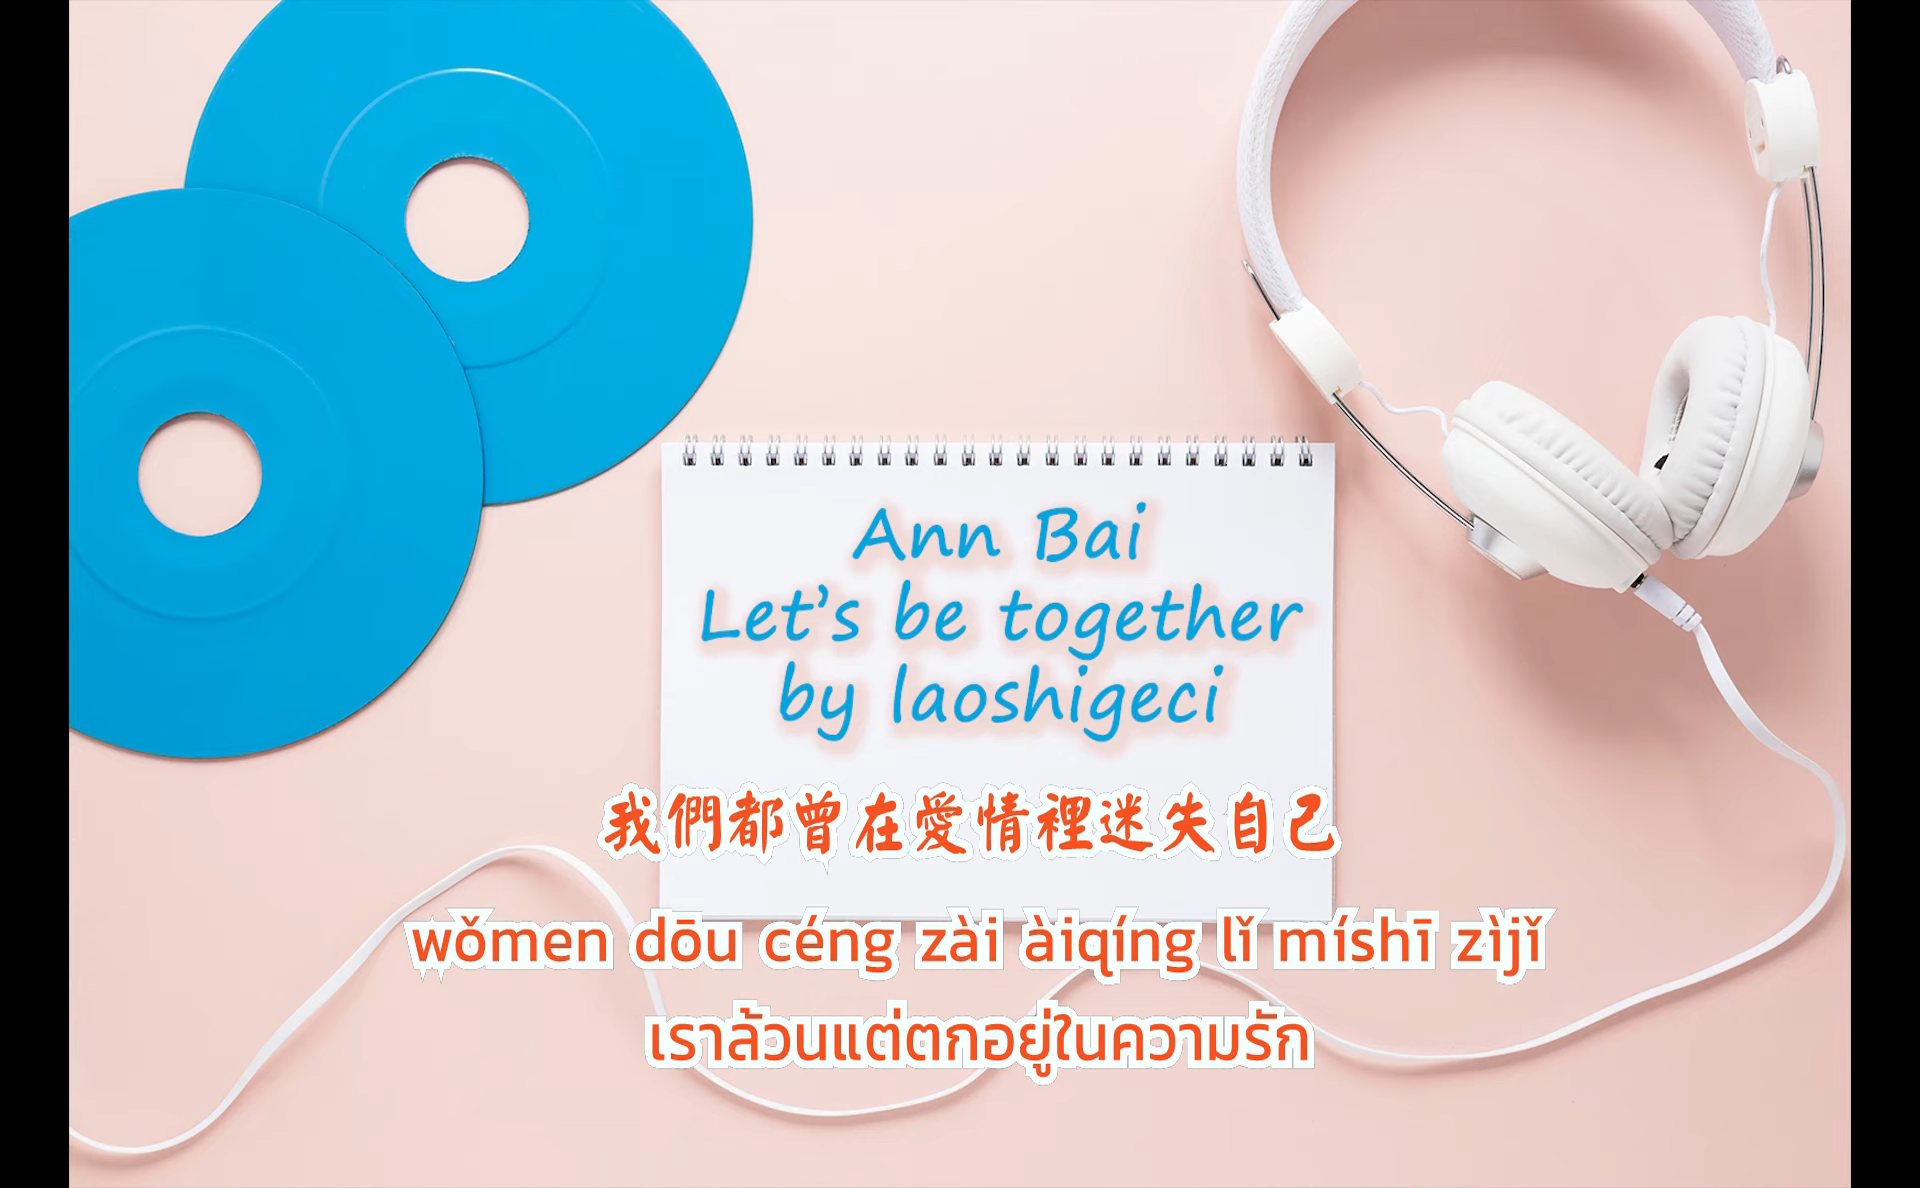 Ann Bai
Let's be together
by laoshigeci
我們都曾在愛情裡迷失自己
wǒmen dōu céng zài àiqíng lǐ míshī zìjǐ
เราล้วนแต่ตกอยู่ในความรัก